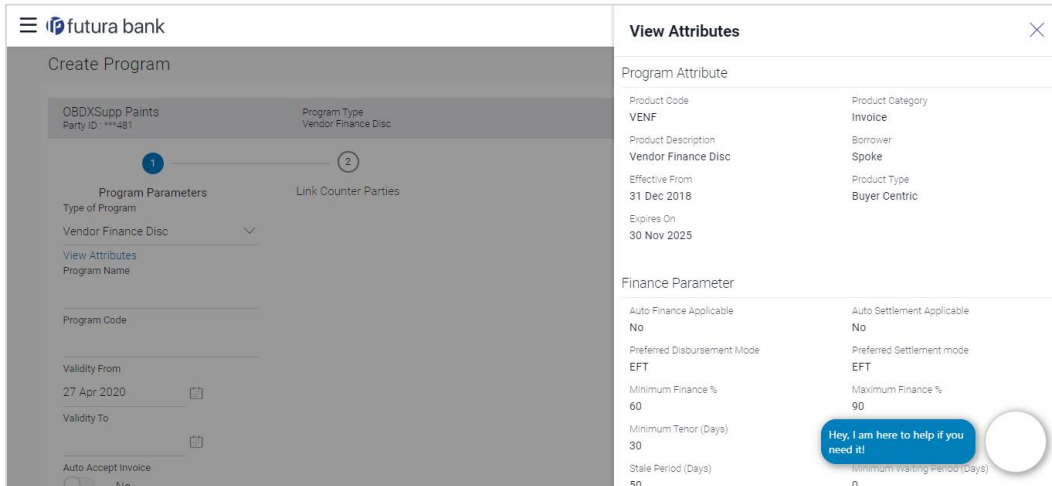 futura bank
Create Program
OBDXSupp Paints
Party ID : ***481
Program Type
Vendor Finance Disc
1
2
Program Parameters
Link Counter Parties
Type of Program
Vendor Finance Disc
View Attributes
Program Name
Program Code
Validity From
27 Apr 2020
Validity To
Auto Accept Invoice
No
View Attributes
Program Attribute
Product Code
Product Category
VENF
Invoice
Product Description
Borrower
Vendor Finance Disc
Spoke
Effective From
Product Type
31 Dec 2018
Buyer Centric
Expires On
30 Nov 2025
Finance Parameter
Auto Finance Applicable
Auto Settlement Applicable
No
No
Preferred Disbursement Mode
Preferred Settlement mode
EFT
EFT
Minimum Finance %
Maximum Finance %
60
90
Minimum Tenor (Days)
30
Hey, I am here to help if you
need it!
Stale Period (Days)
Minimum Waiting Period (Days)
50
0